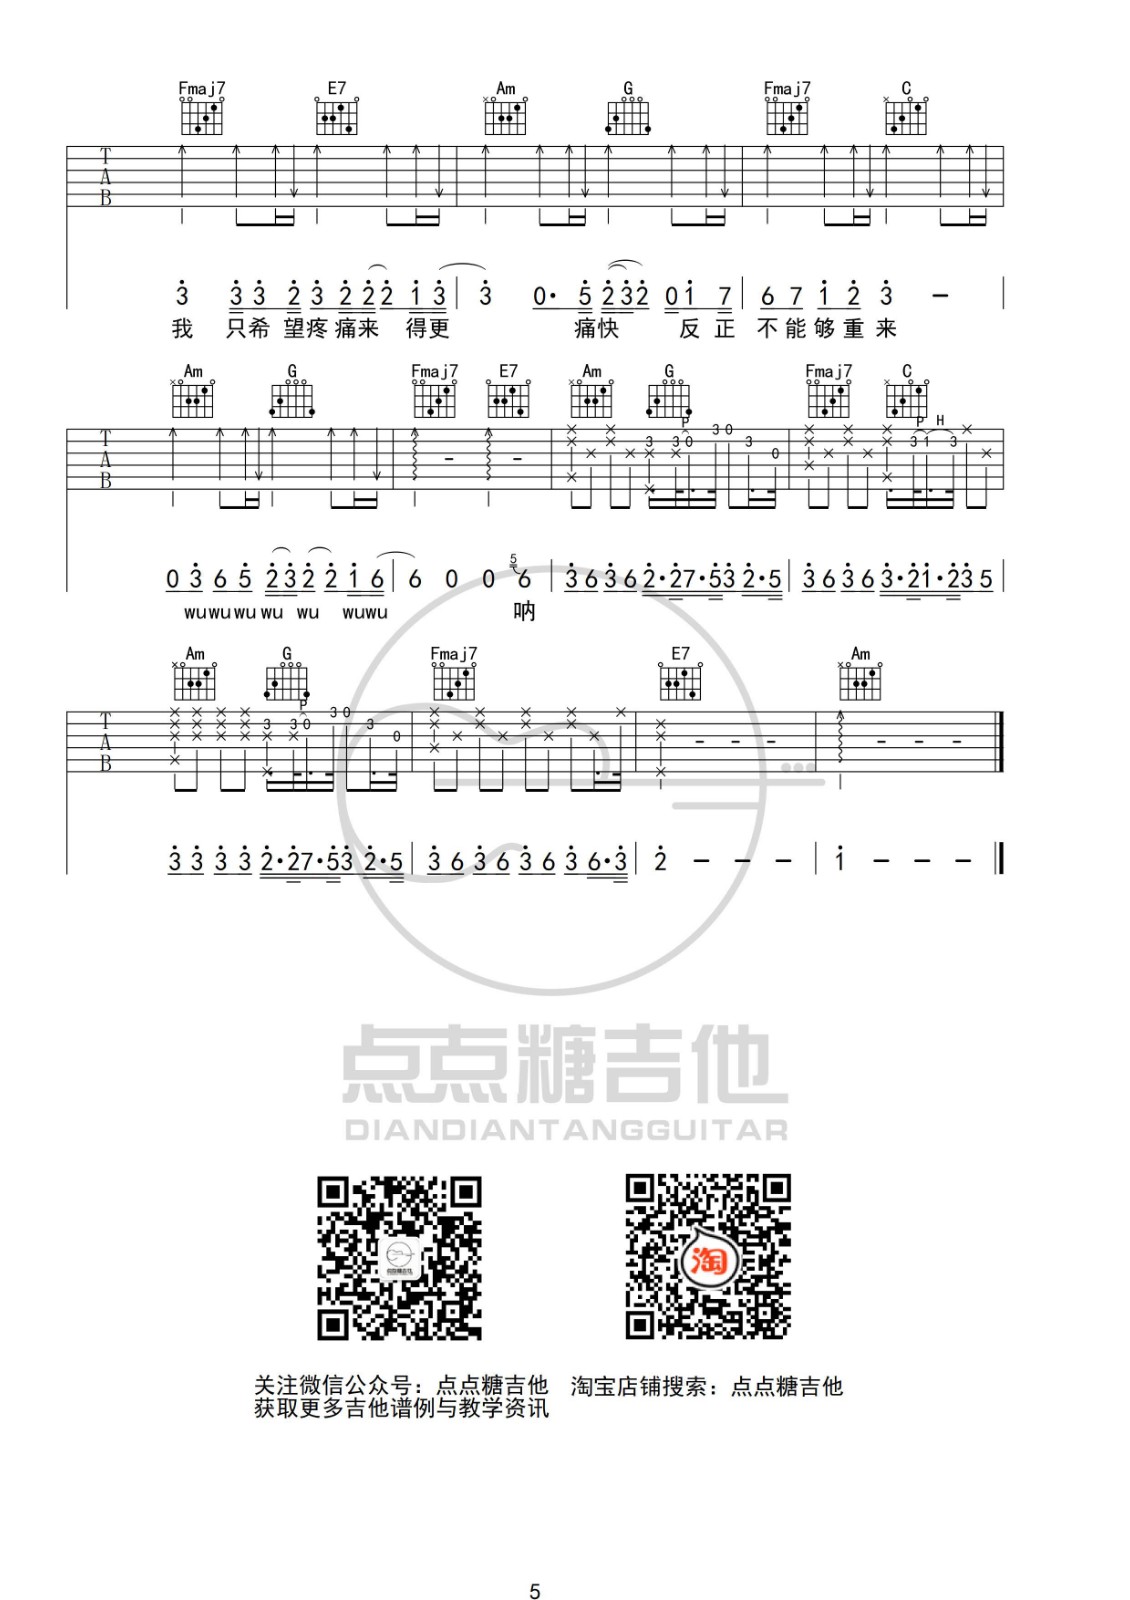 Fmaj7 E7 Am G Fmaj7 C
T
A
B
3 3 3 2 3 2 2 2 1 3 3 0· 5 2 3 2 0 1 7 6 7 1 2 3 –
我 只希 望疼 痛来 得更 痛快 反 正 不能够重来
Am G Fmaj7 E7 Am G Fmaj7 C
P P H
T
A
B
3 3 0 3 0 3 0 3 1 3
5
0 3 6 5 2 3 2 2 1 6 6 0 0 6 3 6 3 6 2·2 7·5 3 2·5 3 6 3 6 3·2 1·2 3 5
wu wu wu wu wu wuwu 呐
Am G Fmaj7 E7 Am
P
T
A
B
3 3 0 3 0 3 0
3 3 3 3 2·2 7·5 3 2·5 3 6 3 6 3 6 3 6·3 2 – – – 1 – – –
点点糖吉他
DIANDIANTANGGUITAR
点点糖吉他
淘
关注微信公众号：点点糖吉他 淘宝店铺搜索：点点糖吉他
获取更多吉他谱例与教学资讯
5